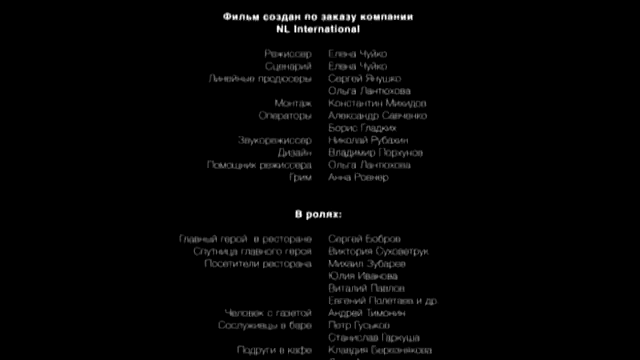 Фильм создан по заказу компании
NL International
Режиссер Елена Чуйко
Сценарий Елена Чуйко
Линейные продюсеры Сергей Янушко
Ольга Лантюхова
Монтаж Константин Михидов
Операторы Александр Савченко
Борис Гладких
Звукорежиссер Николай Рубахин
Дизайн Владимир Порхунов
Помощник режиссера Ольга Лантюхова
Грим Анна Ровнер
В ролях:
Главный герой в ресторане Сергей Бобров
Спутница главного героя Виктория Суховетрук
Посетители ресторана Михаил Зубарев
Юлия Иванова
Виталий Павлов
Евгений Полетаев и др.
Человек с газетой Андрей Тимонин
Сослуживцы в баре Петр Гуськов
Станислав Гаркуша
Подруги в кафе Клавдия Березнякова